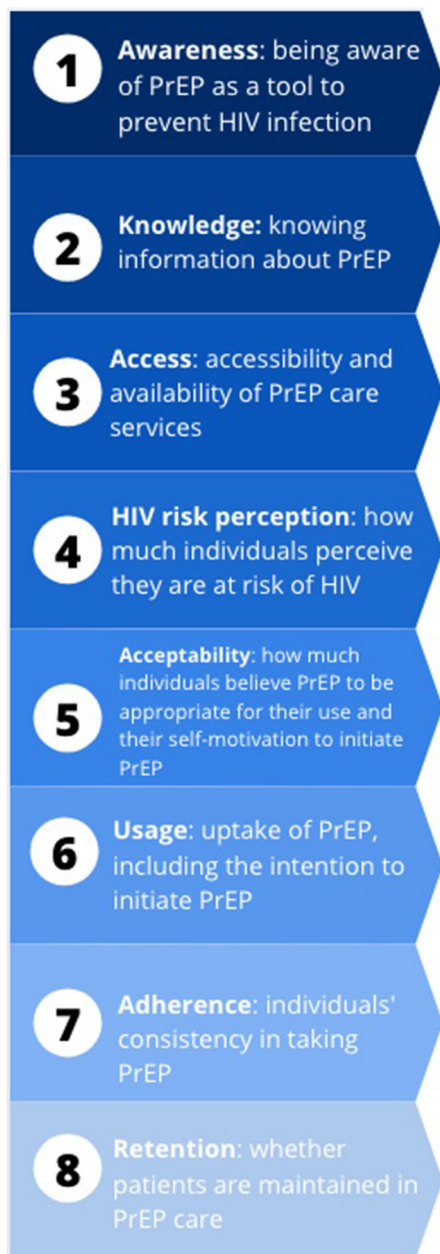 1
Awareness: being aware
of PrEP as a tool to
prevent HIV infection
2
Knowledge: knowing
information about PrEP
3
Access: accessibility and
availability of PrEP care
services
4
HIV risk perception: how
much individuals perceive
they are at risk of HIV
5
Acceptability: how much
individuals believe PrEP to be
appropriate for their use and
their self-motivation to initiate
PrEP
6
Usage: uptake of PrEP,
including the intention to
initiate PrEP
7
Adherence: individuals'
consistency in taking
PrEP
8
Retention: whether
patients are maintained in
PrEP care